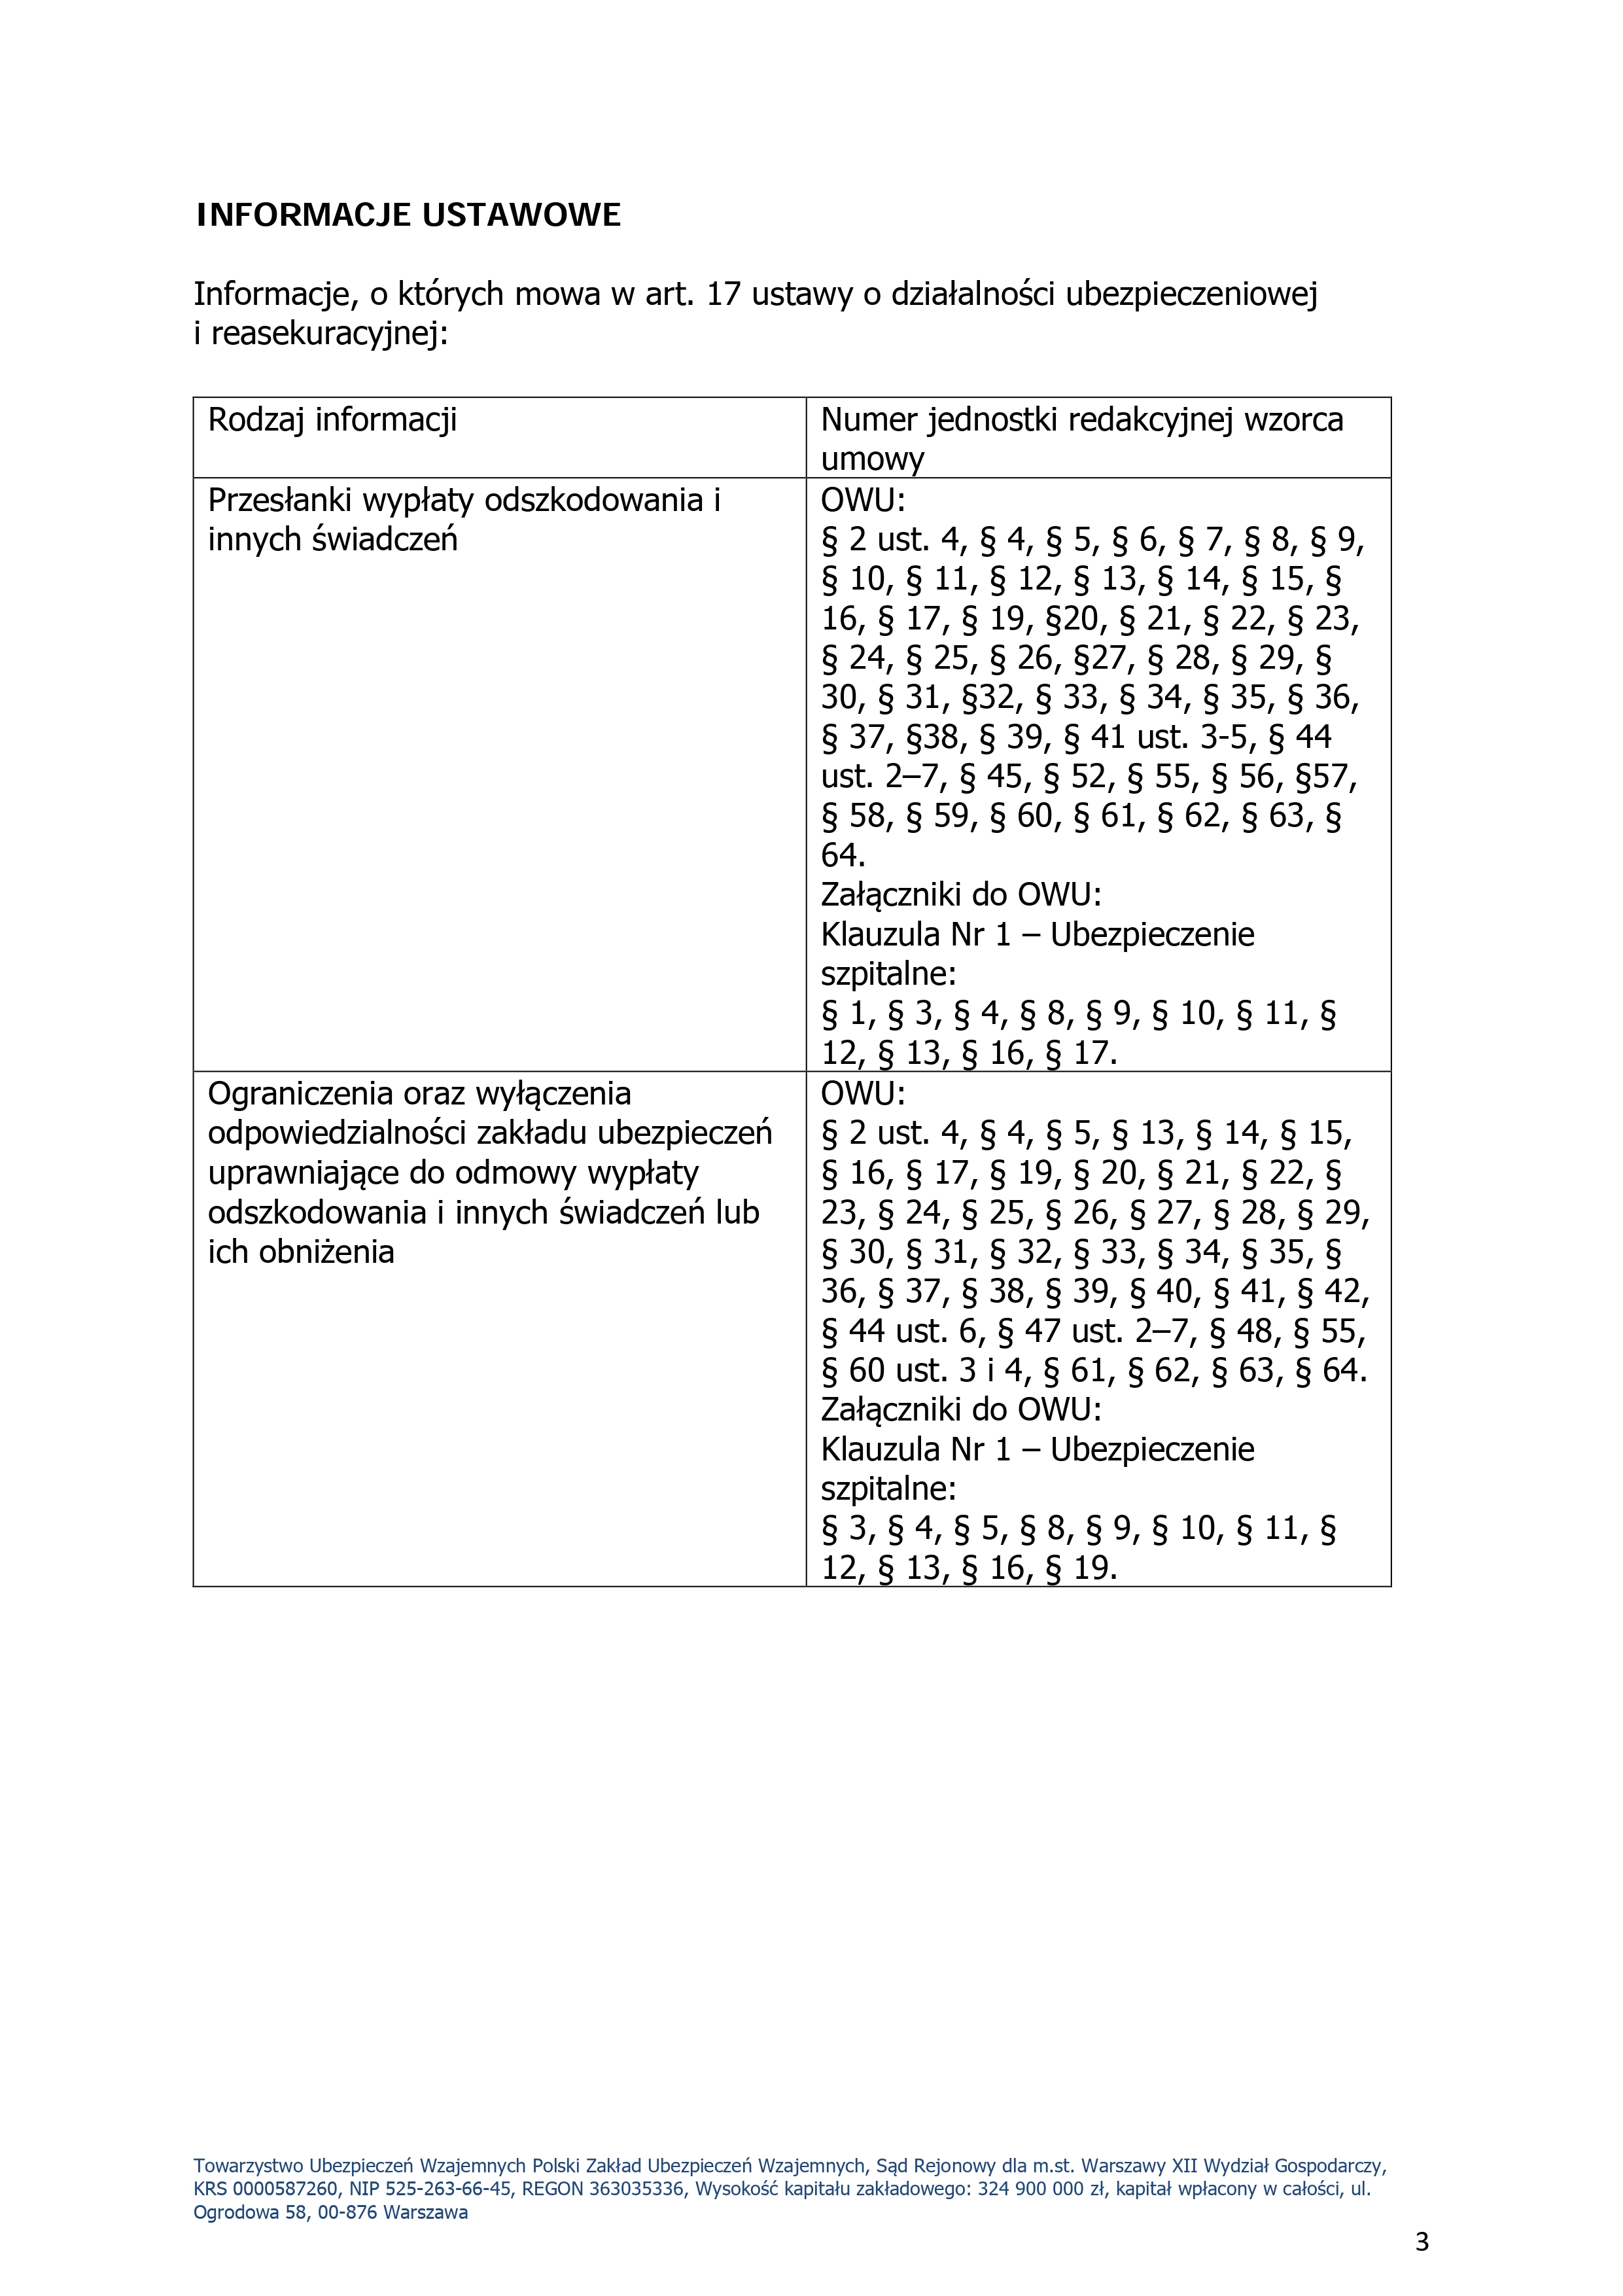 INFORMACJE USTAWOWE
Informacje, o których mowa w art. 17 ustawy o działalności ubezpieczeniowej
i reasekuracyjnej:
Rodzaj informacji
Numer jednostki redakcyjnej wzorca
umowy
Przesłanki wypłaty odszkodowania i
innych świadczeń
OWU:
§ 2 ust. 4, § 4, § 5, § 6, § 7, § 8, § 9,
§ 10, § 11, § 12, § 13, § 14, § 15, §
16, § 17, § 19, §20, § 21, § 22, § 23,
§ 24, § 25, § 26, §27, § 28, § 29, §
30, § 31, §32, § 33, § 34, § 35, § 36,
§ 37, §38, § 39, § 41 ust. 3-5, § 44
ust. 2–7, § 45, § 52, § 55, § 56, §57,
§ 58, § 59, § 60, § 61, § 62, § 63, §
64.
Załączniki do OWU:
Klauzula Nr 1 – Ubezpieczenie
szpitalne:
§ 1, § 3, § 4, § 8, § 9, § 10, § 11, §
12, § 13, § 16, § 17.
Ograniczenia oraz wyłączenia
odpowiedzialności zakładu ubezpieczeń
uprawniające do odmowy wypłaty
odszkodowania i innych świadczeń lub
ich obniżenia
OWU:
§ 2 ust. 4, § 4, § 5, § 13, § 14, § 15,
§ 16, § 17, § 19, § 20, § 21, § 22, §
23, § 24, § 25, § 26, § 27, § 28, § 29,
§ 30, § 31, § 32, § 33, § 34, § 35, §
36, § 37, § 38, § 39, § 40, § 41, § 42,
§ 44 ust. 6, § 47 ust. 2–7, § 48, § 55,
§ 60 ust. 3 i 4, § 61, § 62, § 63, § 64.
Załączniki do OWU:
Klauzula Nr 1 – Ubezpieczenie
szpitalne:
§ 3, § 4, § 5, § 8, § 9, § 10, § 11, §
12, § 13, § 16, § 19.
Towarzystwo Ubezpieczeń Wzajemnych Polski Zakład Ubezpieczeń Wzajemnych, Sąd Rejonowy dla m.st. Warszawy XII Wydział Gospodarczy,
KRS 0000587260, NIP 525-263-66-45, REGON 363035336, Wysokość kapitału zakładowego: 324 900 000 zł, kapitał wpłacony w całości, ul.
Ogrodowa 58, 00-876 Warszawa
3